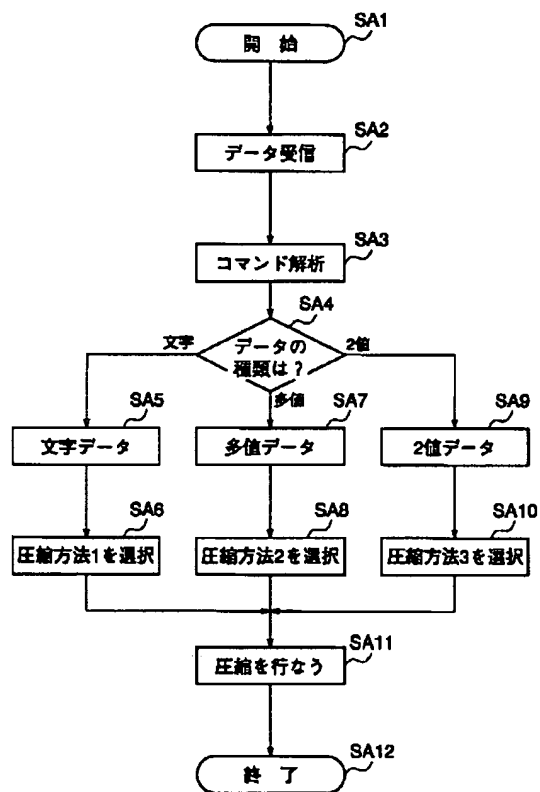 SA1
開 始
SA2
データ受信
SA3
コマンド解析
SA4
データの
種類は？
文字
多値
2値
SA5
文字データ
SA7
多値データ
SA9
2値データ
SA6
圧縮方法1を選択
SA8
圧縮方法2を選択
SA10
圧縮方法3を選択
SA11
圧縮を行なう
SA12
終 了